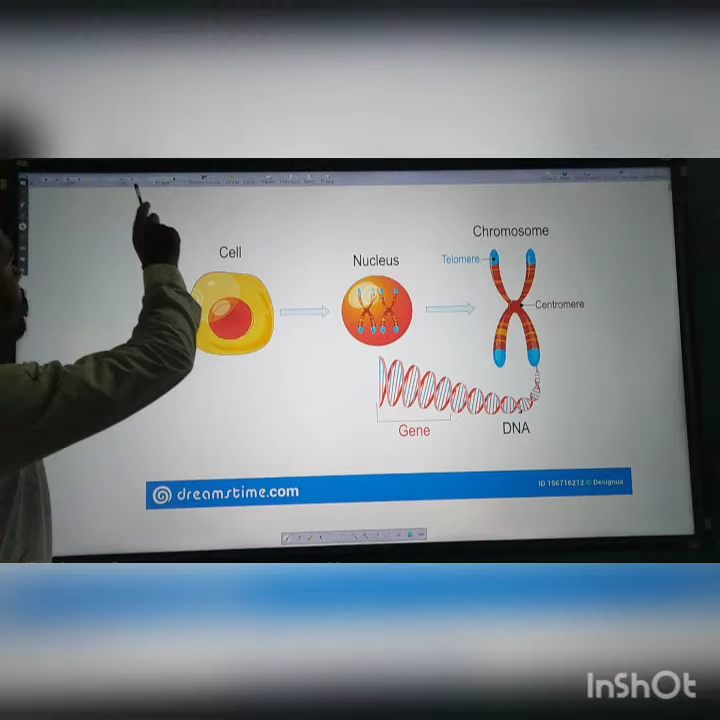 Chromosome
Cell
Nucleus
Telomere
Centromere
Gene
DNA
dreamstime.com
ID 156716212 © Designua
InShOt